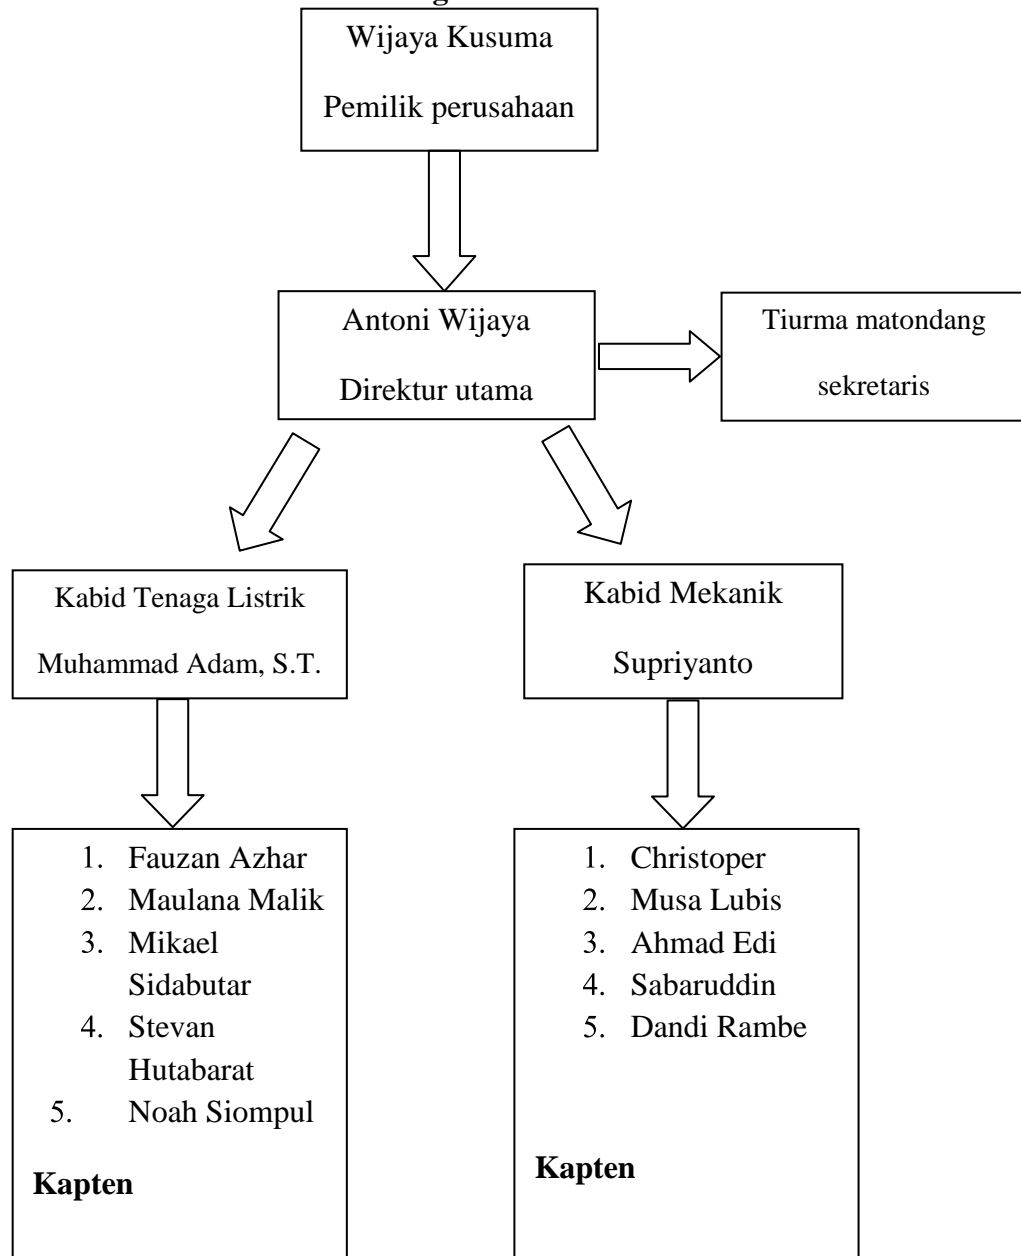 Wijaya Kusuma
Pemilik perusahaan
Antoni Wijaya
Direktur utama
Tiurma matondang
sekretaris
Kabid Tenaga Listrik
Muhammad Adam, S.T.
Kabid Mekanik
Supriyanto
1. Fauzan Azhar
2. Maulana Malik
3. Mikael
Sidabutar
4. Stevan
Hutabarat
5. Noah Siompul
Kapten
1. Christoper
2. Musa Lubis
3. Ahmad Edi
4. Sabaruddin
5. Dandi Rambe
Kapten